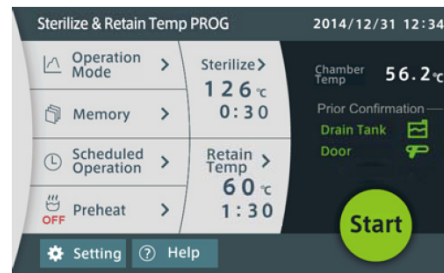 Sterilize & Retain Temp PROG
2014/12/31 12:34
Operation
Mode
Memory
Scheduled
Operation
OFF
Preheat
Sterilize
126℃
0:30
Retain
Temp
60℃
1:30
Chamber
Temp
56.2℃
Prior Confirmation
Drain Tank
Door
Start
Setting
? Help